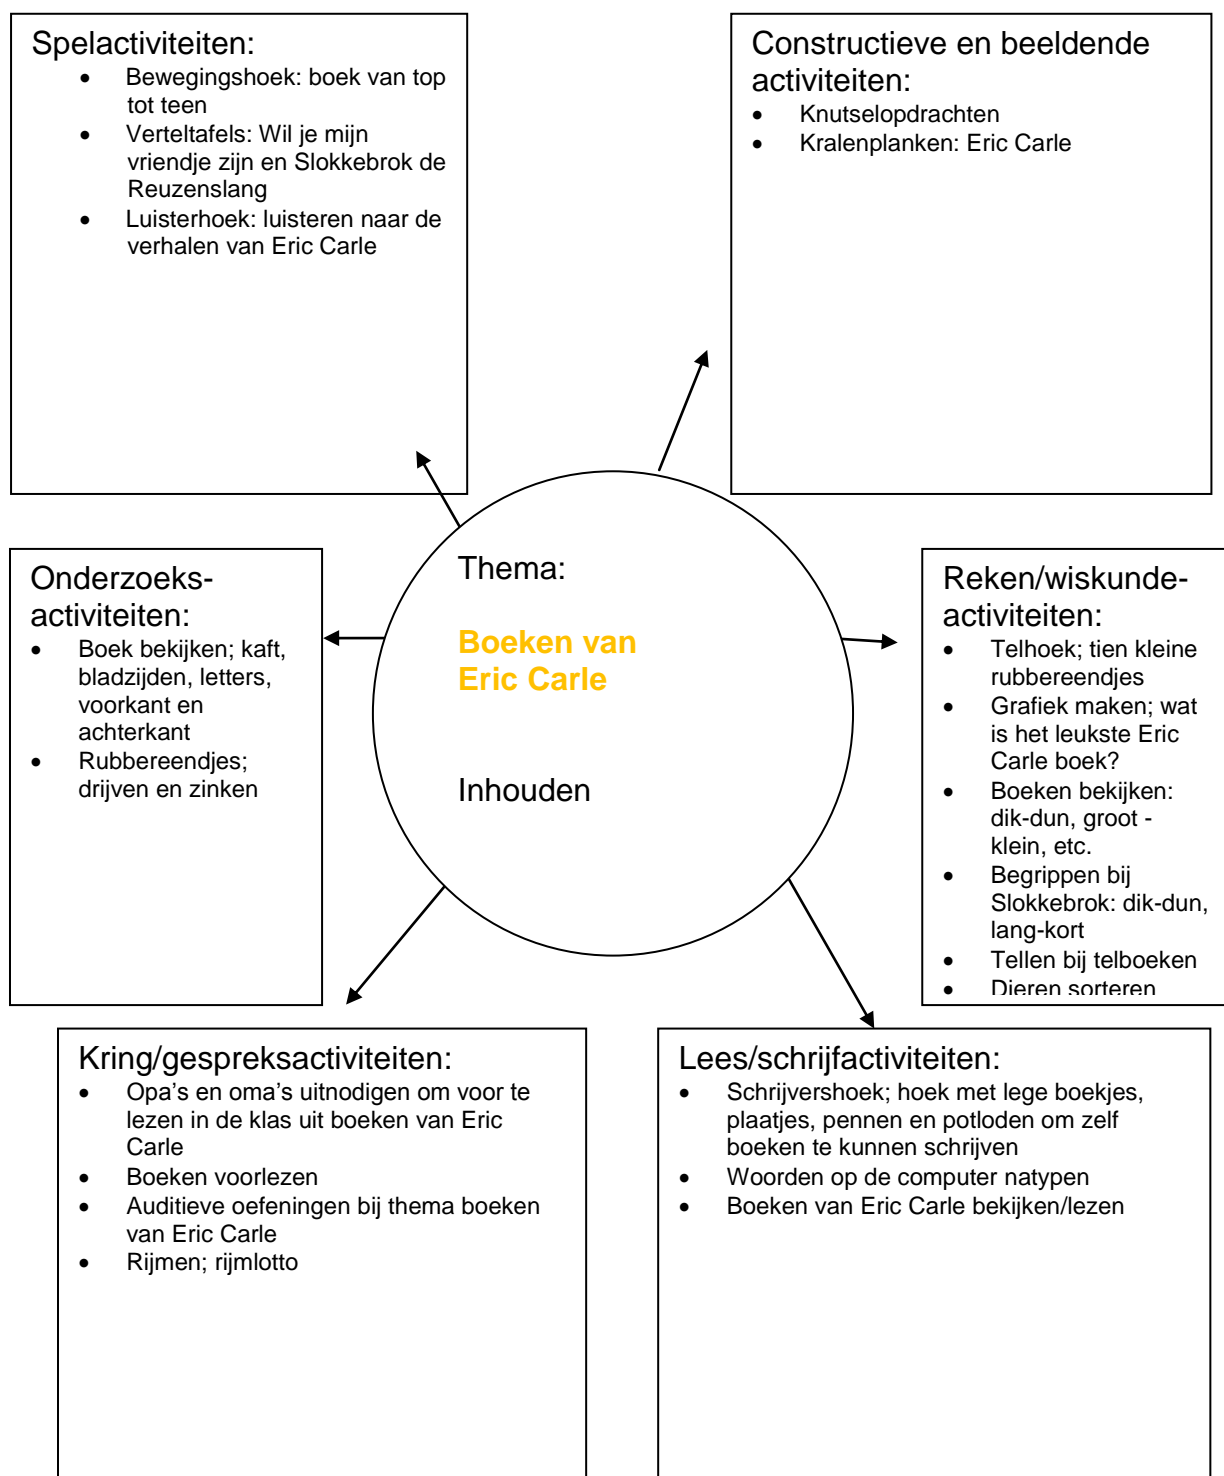 Spelactiviteiten:
• Bewegingshoek: boek van top
tot teen
• Verteltafels: Wil je mijn
vriendje zijn en Slokkebrok de
Reuzenslang
• Luisterhoek: luisteren naar de
verhalen van Eric Carle
Constructieve en beeldende
activiteiten:
• Knutselopdrachten
• Kralenplanken: Eric Carle
Onderzoeks-
activiteiten:
• Boek bekijken; kaft,
bladzijden, letters,
voorkant en
achterkant
• Rubbereendjes;
drijven en zinken
Thema:
Boeken van
Eric Carle
Inhouden
Reken/wiskunde-
activiteiten:
• Telhoek; tien kleine
rubbereendjes
• Grafiek maken; wat
is het leukste Eric
Carle boek?
• Boeken bekijken:
dik-dun, groot -
klein, etc.
• Begrippen bij
Slokkebrok: dik-dun,
lang-kort
• Tellen bij telboeken
• Dieren sorteren
Kring/gespreksactiviteiten:
• Opa’s en oma’s uitnodigen om voor te
lezen in de klas uit boeken van Eric
Carle
• Boeken voorlezen
• Auditieve oefeningen bij thema boeken
van Eric Carle
• Rijmen; rijmlotto
Lees/schrijfactiviteiten:
• Schrijvershoek; hoek met lege boekjes,
plaatjes, pennen en potloden om zelf
boeken te kunnen schrijven
• Woorden op de computer natypen
• Boeken van Eric Carle bekijken/lezen